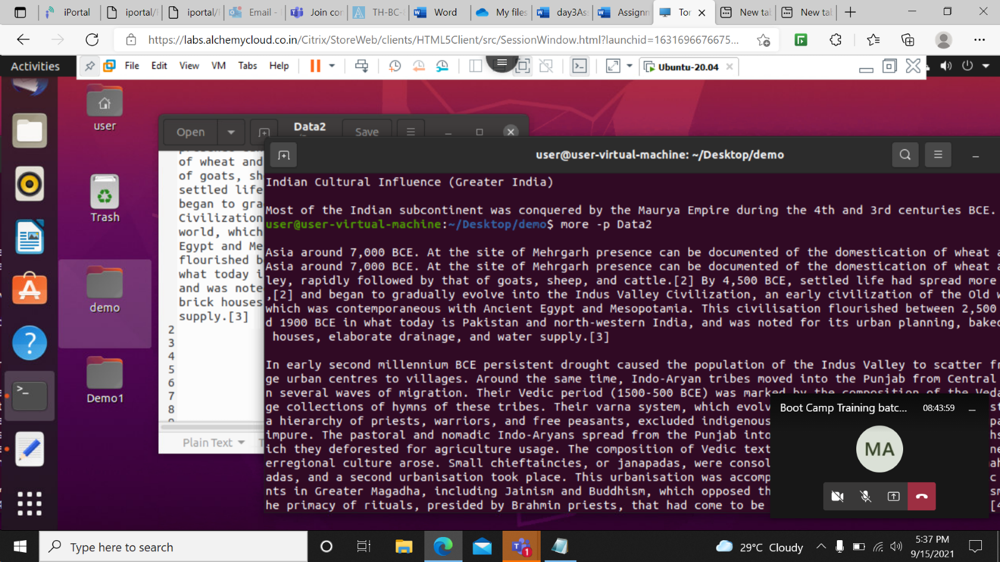 iPortal
iportal/
iportal/
Email -
Join cor
TH-BC-
Word
My files
day3As
Assignm
Tor
New tab
New tab
https://labs.alchemycloud.co.in/Citrix/StoreWeb/clients/HTML5Client/src/SessionWindow.html?launchid=1631696676675...
Activities
File Edit View VM Tabs Help
Ubuntu-20.04
user
Trash
demo
Demo1
Open
Data2
Save
of wheat and
of goats, sh
settled life
began to gra
Civilization
world, which
Egypt and Me
flourished b
what today i
and was note
brick houses
supply.[3]
2
3
4
5
6
7
8
Plain Text
user@user-virtual-machine: ~/Desktop/demo
Indian Cultural Influence (Greater India)
Most of the Indian subcontinent was conquered by the Maurya Empire during the 4th and 3rd centuries BCE.
user@user-virtual-machine:~/Desktop/demo$ more -p Data2
Asia around 7,000 BCE. At the site of Mehrgarh presence can be documented of the domestication of wheat a
Asia around 7,000 BCE. At the site of Mehrgarh presence can be documented of the domestication of wheat a
ley, rapidly followed by that of goats, sheep, and cattle.[2] By 4,500 BCE, settled life had spread more
,[2] and began to gradually evolve into the Indus Valley Civilization, an early civilization of the Old w
which was contemporaneous with Ancient Egypt and Mesopotamia. This civilisation flourished between 2,500
d 1900 BCE in what today is Pakistan and north-western India, and was noted for its urban planning, baked
houses, elaborate drainage, and water supply.[3]
In early second millennium BCE persistent drought caused the population of the Indus Valley to scatter fr
ge urban centres to villages. Around the same time, Indo-Aryan tribes moved into the Punjab from Central
n several waves of migration. Their Vedic period (1500-500 BCE) was marked by the composition of the Veda
ge collections of hymns of these tribes. Their varna system, which evolv
a hierarchy of priests, warriors, and free peasants, excluded indigenous
impure. The pastoral and nomadic Indo-Aryans spread from the Punjab into
ich they deforested for agriculture usage. The composition of Vedic text
erregional culture arose. Small chieftaincies, or janapadas, were consol
adas, and a second urbanisation took place. This urbanisation was accomp
nts in Greater Magadha, including Jainism and Buddhism, which opposed th
he primacy of rituals, presided by Brahmin priests, that had come to be
Boot Camp Training batc... 08:43:59
MA
Type here to search
1
29°C Cloudy
5:37 PM
9/15/2021